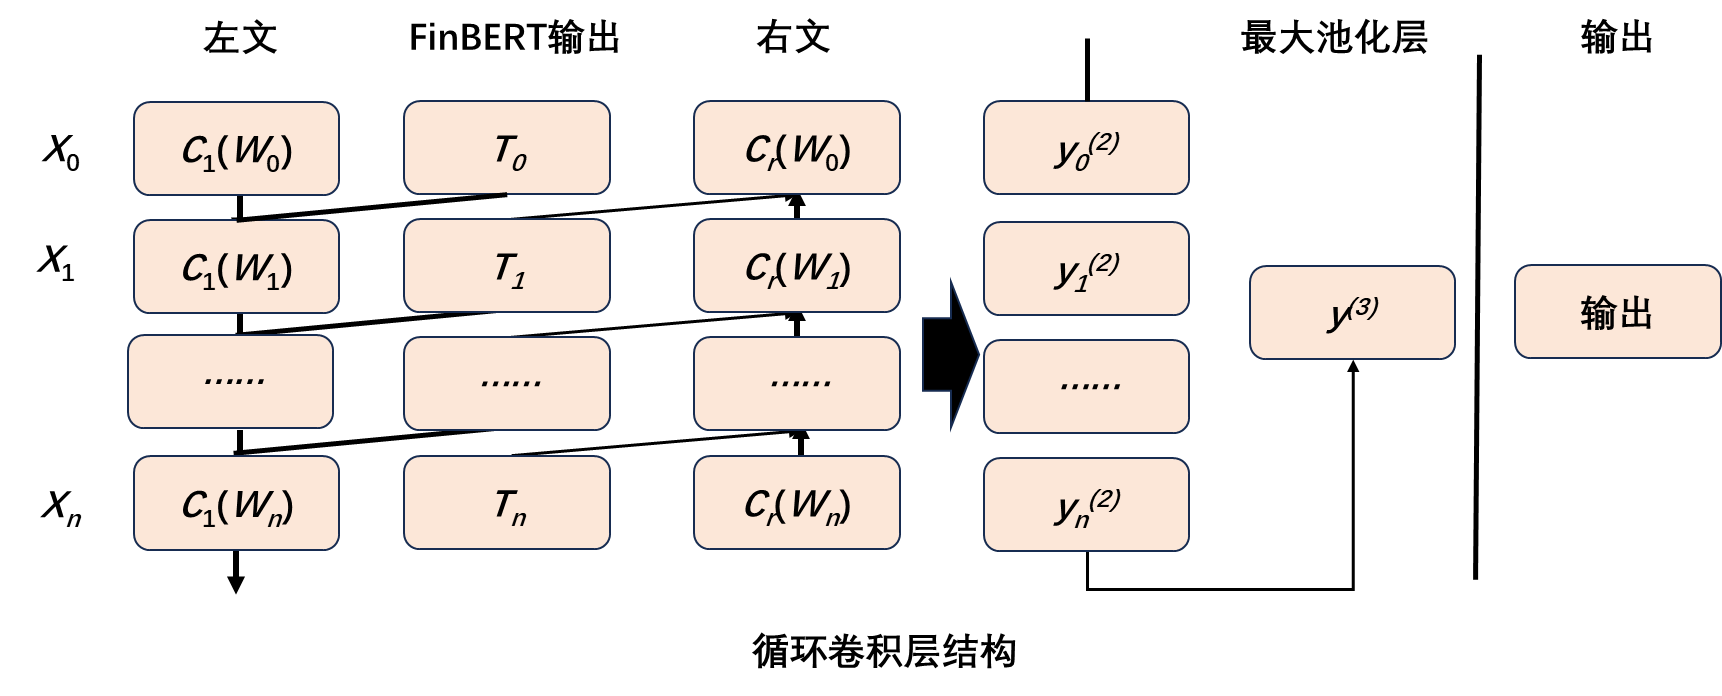 左文 FinBERT输出 右文 最大池化层 输出
X₀ C₁(W₀) T₀ Cᵣ(W₀) y₀⁽²⁾
X₁ C₁(W₁) T₁ Cᵣ(W₁) y₁⁽²⁾
y⁽³⁾ 输出
…… …… …… ……
Xₙ C₁(Wₙ) Tₙ Cᵣ(Wₙ) yₙ⁽²⁾
循环卷积层结构